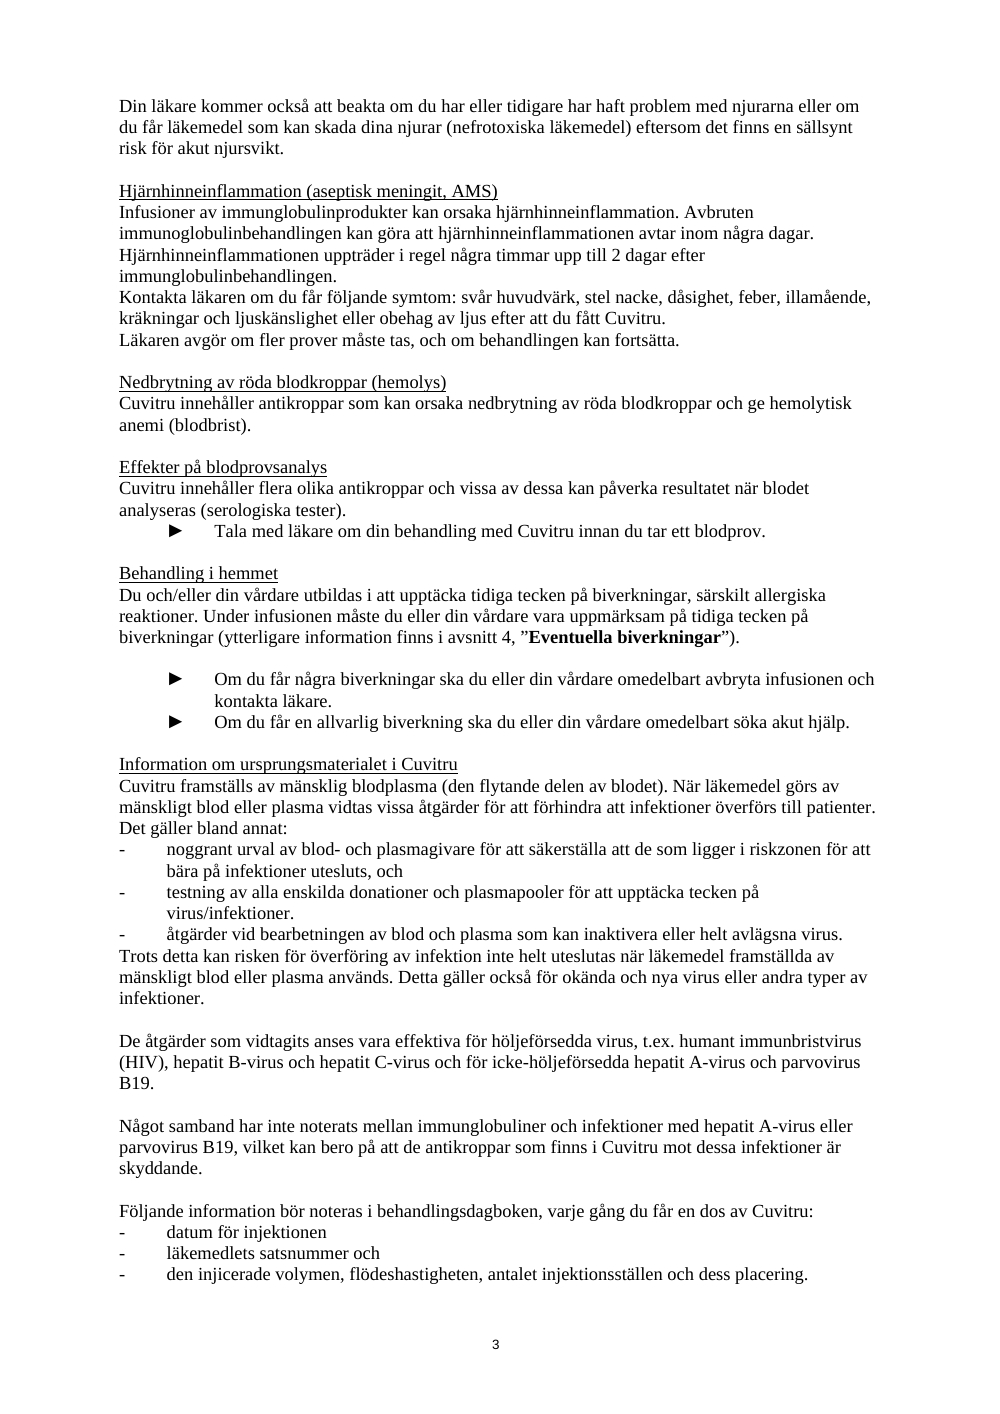 Din läkare kommer också att beakta om du har eller tidigare har haft problem med njurarna eller om
du får läkemedel som kan skada dina njurar (nefrotoxiska läkemedel) eftersom det finns en sällsynt
risk för akut njursvikt.
Hjärnhinneinflammation (aseptisk meningit, AMS)
Infusioner av immunglobulinprodukter kan orsaka hjärnhinneinflammation. Avbruten
immunoglobulinbehandlingen kan göra att hjärnhinneinflammationen avtar inom några dagar.
Hjärnhinneinflammationen uppträder i regel några timmar upp till 2 dagar efter
immunglobulinbehandlingen.
Kontakta läkaren om du får följande symtom: svår huvudvärk, stel nacke, dåsighet, feber, illamående,
kräkningar och ljuskänslighet eller obehag av ljus efter att du fått Cuvitru.
Läkaren avgör om fler prover måste tas, och om behandlingen kan fortsätta.
Nedbrytning av röda blodkroppar (hemolys)
Cuvitru innehåller antikroppar som kan orsaka nedbrytning av röda blodkroppar och ge hemolytisk
anemi (blodbrist).
Effekter på blodprovsanalys
Cuvitru innehåller flera olika antikroppar och vissa av dessa kan påverka resultatet när blodet
analyseras (serologiska tester).
► Tala med läkare om din behandling med Cuvitru innan du tar ett blodprov.
Behandling i hemmet
Du och/eller din vårdare utbildas i att upptäcka tidiga tecken på biverkningar, särskilt allergiska
reaktioner. Under infusionen måste du eller din vårdare vara uppmärksam på tidiga tecken på
biverkningar (ytterligare information finns i avsnitt 4, ”Eventuella biverkningar”).
► Om du får några biverkningar ska du eller din vårdare omedelbart avbryta infusionen och
kontakta läkare.
► Om du får en allvarlig biverkning ska du eller din vårdare omedelbart söka akut hjälp.
Information om ursprungsmaterialet i Cuvitru
Cuvitru framställs av mänsklig blodplasma (den flytande delen av blodet). När läkemedel görs av
mänskligt blod eller plasma vidtas vissa åtgärder för att förhindra att infektioner överförs till patienter.
Det gäller bland annat:
- noggrant urval av blod- och plasmagivare för att säkerställa att de som ligger i riskzonen för att
bära på infektioner utesluts, och
- testning av alla enskilda donationer och plasmapooler för att upptäcka tecken på
virus/infektioner.
- åtgärder vid bearbetningen av blod och plasma som kan inaktivera eller helt avlägsna virus.
Trots detta kan risken för överföring av infektion inte helt uteslutas när läkemedel framställda av
mänskligt blod eller plasma används. Detta gäller också för okända och nya virus eller andra typer av
infektioner.
De åtgärder som vidtagits anses vara effektiva för höljeförsedda virus, t.ex. humant immunbristvirus
(HIV), hepatit B-virus och hepatit C-virus och för icke-höljeförsedda hepatit A-virus och parvovirus
B19.
Något samband har inte noterats mellan immunglobuliner och infektioner med hepatit A-virus eller
parvovirus B19, vilket kan bero på att de antikroppar som finns i Cuvitru mot dessa infektioner är
skyddande.
Följande information bör noteras i behandlingsdagboken, varje gång du får en dos av Cuvitru:
- datum för injektionen
- läkemedlets satsnummer och
- den injicerade volymen, flödeshastigheten, antalet injektionsställen och dess placering.
3